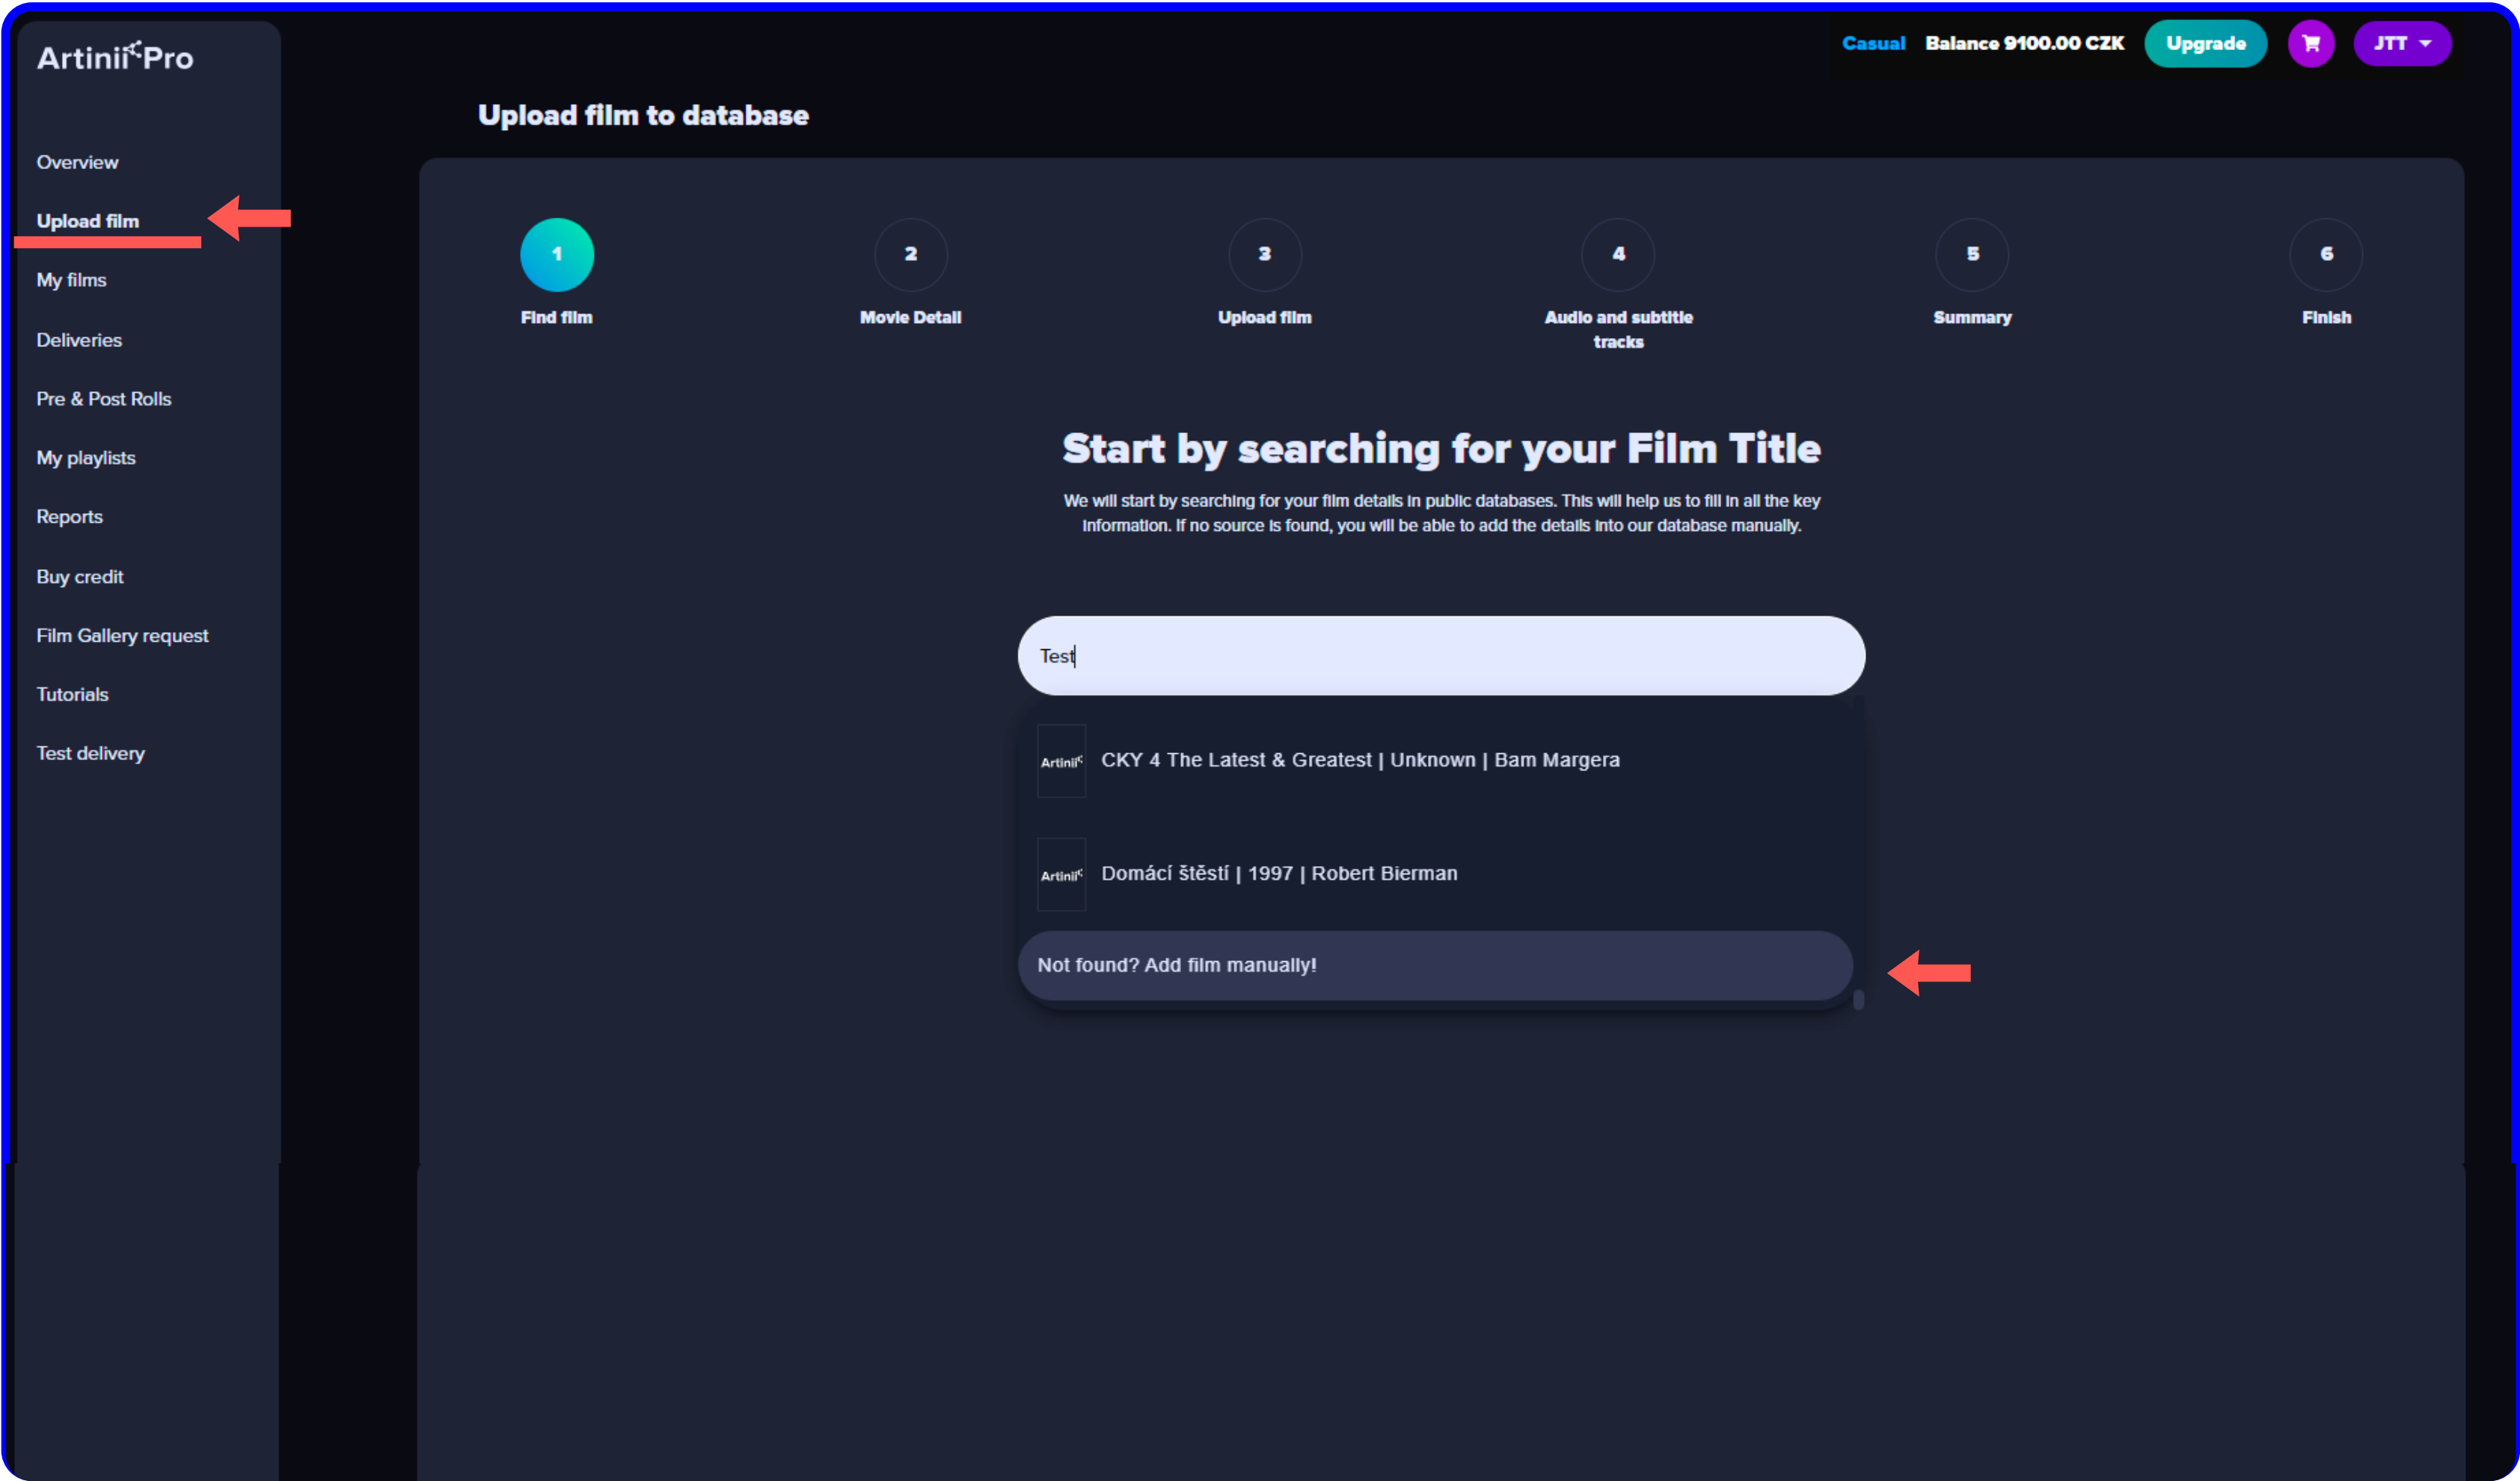 Artinii Pro
Casual
Balance 9100.00 CZK
Upgrade
JTT
Overview
Upload film
My films
Deliveries
Pre & Post Rolls
My playlists
Reports
Buy credit
Film Gallery request
Tutorials
Test delivery
Upload film to database
1
Find film
2
Movie Detail
3
Upload film
4
Audio and subtitle
tracks
5
Summary
6
Finish
Start by searching for your Film Title
We will start by searching for your film details in public databases. This will help us to fill in all the key
information. If no source is found, you will be able to add the details into our database manually.
Test
Artinii
CKY 4 The Latest & Greatest | Unknown | Bam Margera
Artinii
Domácí štěstí | 1997 | Robert Bierman
Not found? Add film manually!